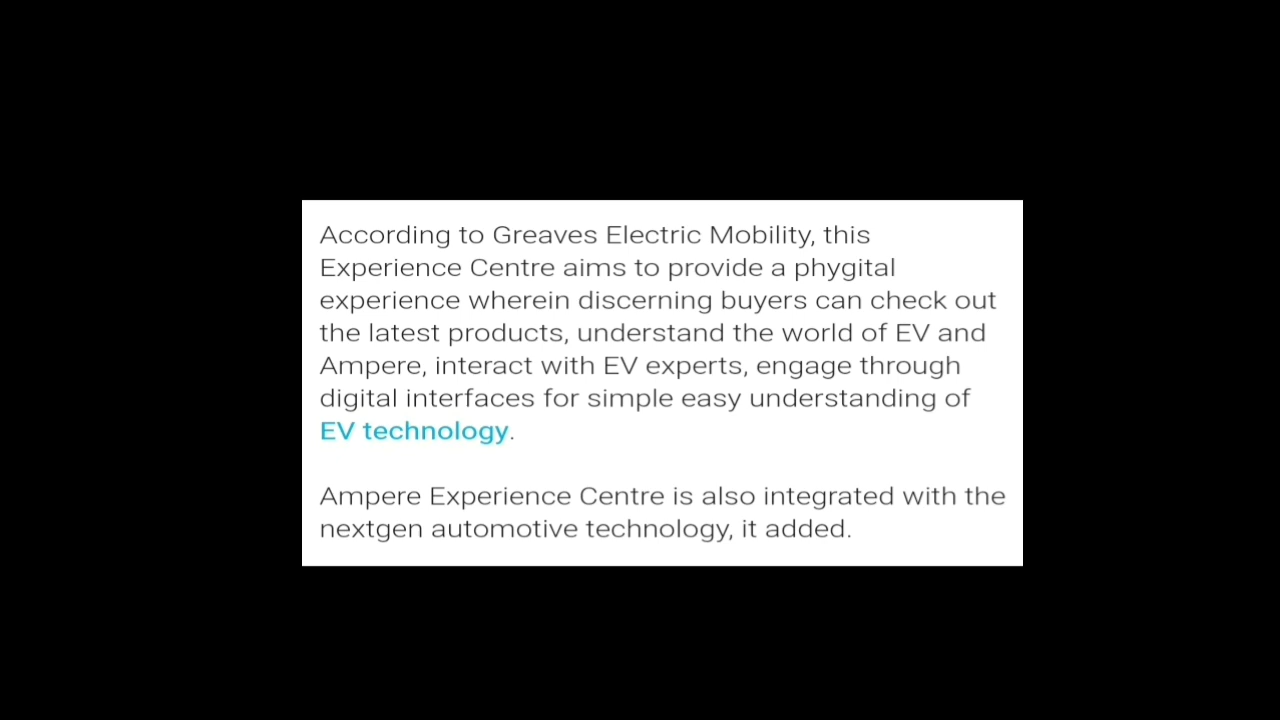 According to Greaves Electric Mobility, this
Experience Centre aims to provide a phygital
experience wherein discerning buyers can check out
the latest products, understand the world of EV and
Ampere, interact with EV experts, engage through
digital interfaces for simple easy understanding of
EV technology.
Ampere Experience Centre is also integrated with the
nextgen automotive technology, it added.